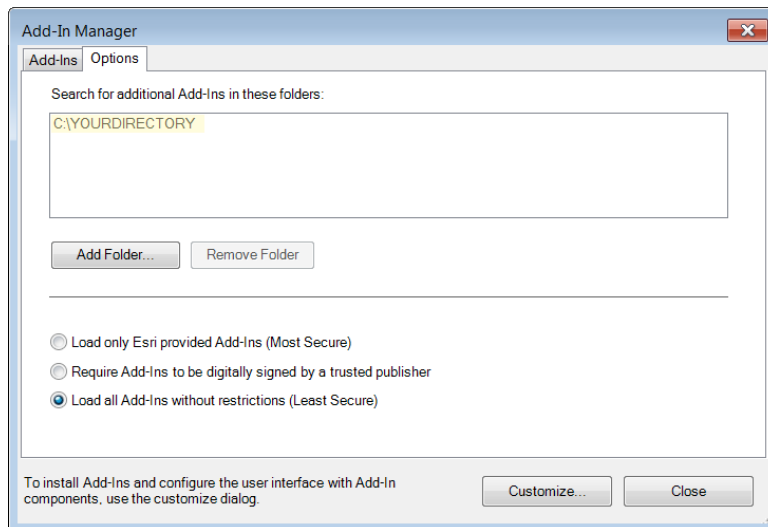 Add-In Manager
Add-Ins
Options
Search for additional Add-Ins in these folders:
C:\YOURDIRECTORY
Add Folder...
Remove Folder
Load only Esri provided Add-Ins (Most Secure)
Require Add-Ins to be digitally signed by a trusted publisher
Load all Add-Ins without restrictions (Least Secure)
To install Add-Ins and configure the user interface with Add-In
components, use the customize dialog.
Customize...
Close